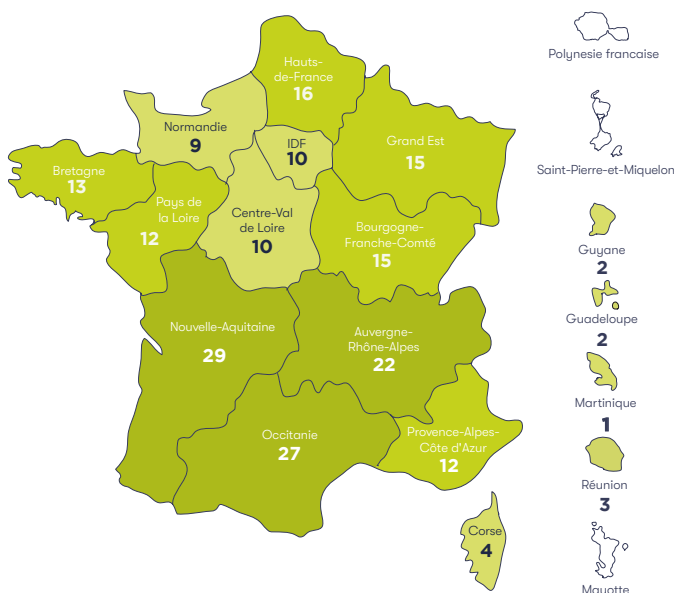 Hauts-
de-France
16
Normandie
9
IDF
10
Grand Est
15
Bretagne
13
Pays de
la Loire
12
Centre-Val
de Loire
10
Bourgogne-
Franche-Comté
15
Nouvelle-Aquitaine
29
Auvergne-
Rhône-Alpes
22
Occitanie
27
Provence-Alpes-
Côte d'Azur
12
Corse
4
Polynesie francaise
Saint-Pierre-et-Miquelon
Guyane
2
Guadeloupe
2
Martinique
1
Réunion
3
Mayotte